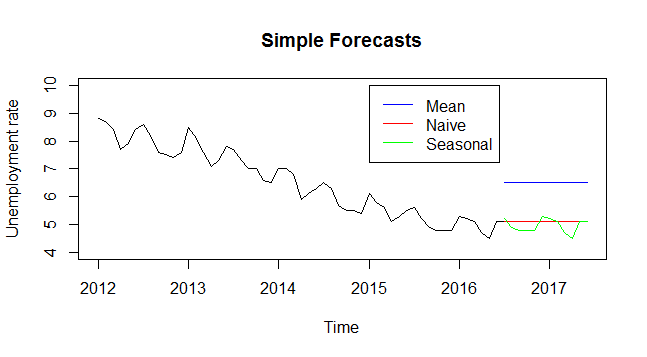 Simple Forecasts
Unemployment rate
10
9
8
7
6
5
4
Mean
Naive
Seasonal
2012 2013 2014 2015 2016 2017
Time